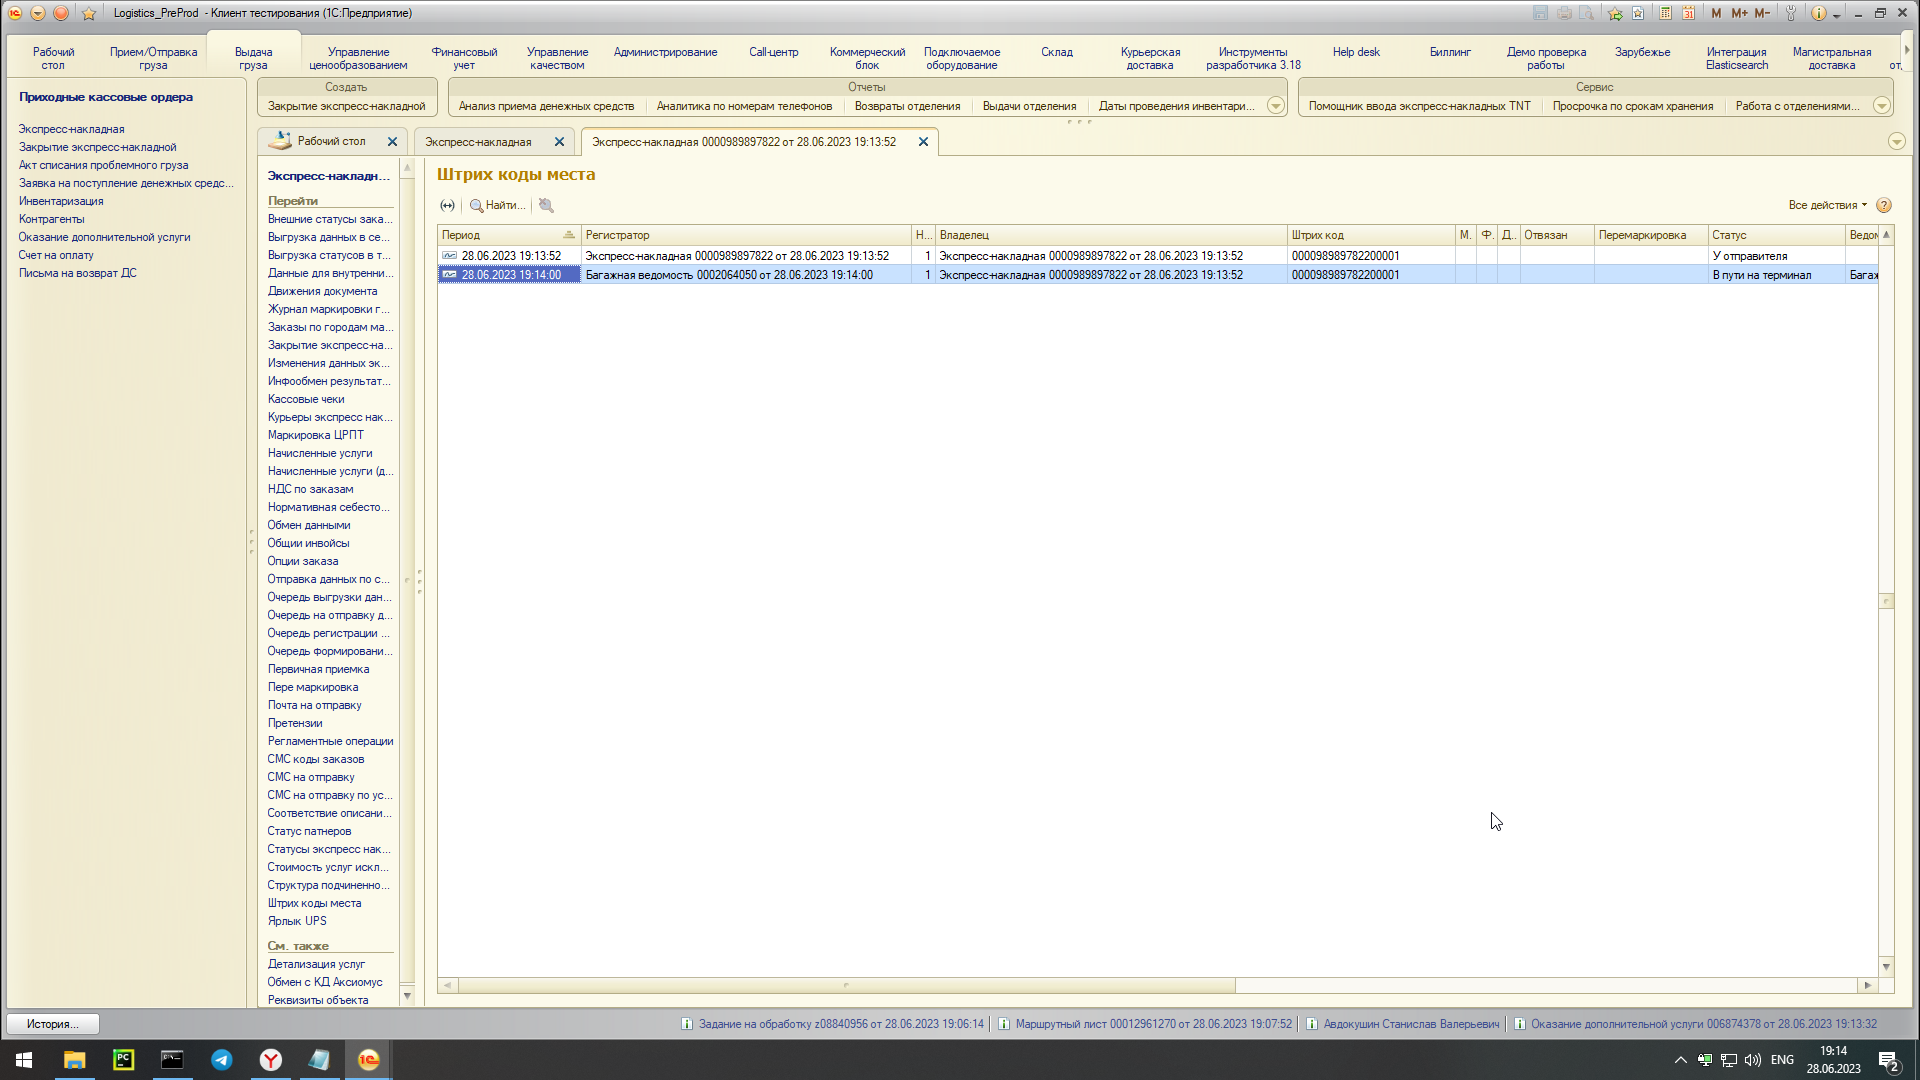 Logistics_PreProd - Клиент тестирования (1С:Предприятие)
M M+ M-
Рабочий стол
Прием/Отправка груза
Выдача груза
Управление ценообразованием
Финансовый учет
Управление качеством
Администрирование
Call-центр
Коммерческий блок
Подключаемое оборудование
Склад
Курьерская доставка
Инструменты разработчика 3.18
Help desk
Биллинг
Демо проверка работы
Зарубежье
Интеграция Elasticsearch
Магистральная доставка
Приходные кассовые ордера
Экспресс-накладная
Закрытие экспресс-накладной
Акт списания проблемного груза
Заявка на поступление денежных средс...
Инвентаризация
Контрагенты
Оказание дополнительной услуги
Счет на оплату
Письма на возврат ДС
Создать
Закрытие экспресс-накладной
Отчеты
Анализ приема денежных средств
Аналитика по номерам телефонов
Возвраты отделения
Выдачи отделения
Даты проведения инвентари...
Сервис
Помощник ввода экспресс-накладных TNT
Просрочка по срокам хранения
Работа с отделениями...
Рабочий стол
Экспресс-накладная
Экспресс-накладная 0000989897822 от 28.06.2023 19:13:52
Экспресс-накладн...
Перейти
Внешние статусы зака...
Выгрузка данных в се...
Выгрузка статусов в т...
Данные для внутренни...
Движения документа
Журнал маркировки г...
Заказы по городам ма...
Закрытие экспресс-на...
Изменения данных эк...
Инфообмен результат...
Кассовые чеки
Курьеры экспресс нак...
Маркировка ЦРПТ
Начисленные услуги
Начисленные услуги (д...
НДС по заказам
Нормативная себесто...
Обмен данными
Общии инвойсы
Опции заказа
Отправка данных по с...
Очередь выгрузки дан...
Очередь на отправку д...
Очередь регистрации ...
Очередь формировани...
Первичная приемка
Пере маркировка
Почта на отправку
Претензии
Регламентные операции
СМС коды заказов
СМС на отправку
СМС на отправку по ус...
Соответствие описани...
Статус патнеров
Статусы экспресс нак...
Стоимость услуг искл...
Структура подчиненно...
Штрих коды места
Ярлык UPS
См. также
Детализация услуг
Обмен с КД Аксиомус
Реквизиты объекта
Штрих коды места
Найти...
Все действия
Период Регистратор Н... Владелец Штрих код М. Ф. Д.. Отвязан Перемаркировка Статус Ведом
28.06.2023 19:13:52 Экспресс-накладная 0000989897822 от 28.06.2023 19:13:52 1 Экспресс-накладная 0000989897822 от 28.06.2023 19:13:52 000098989782200001 У отправителя
28.06.2023 19:14:00 Багажная ведомость 0002064050 от 28.06.2023 19:14:00 1 Экспресс-накладная 0000989897822 от 28.06.2023 19:13:52 000098989782200001 В пути на терминал Багаж
История...
Задание на обработку z08840956 от 28.06.2023 19:06:14
Маршрутный лист 00012961270 от 28.06.2023 19:07:52
Авдокушин Станислав Валерьевич
Оказание дополнительной услуги 006874378 от 28.06.2023 19:13:32
ENG
19:14
28.06.2023
2